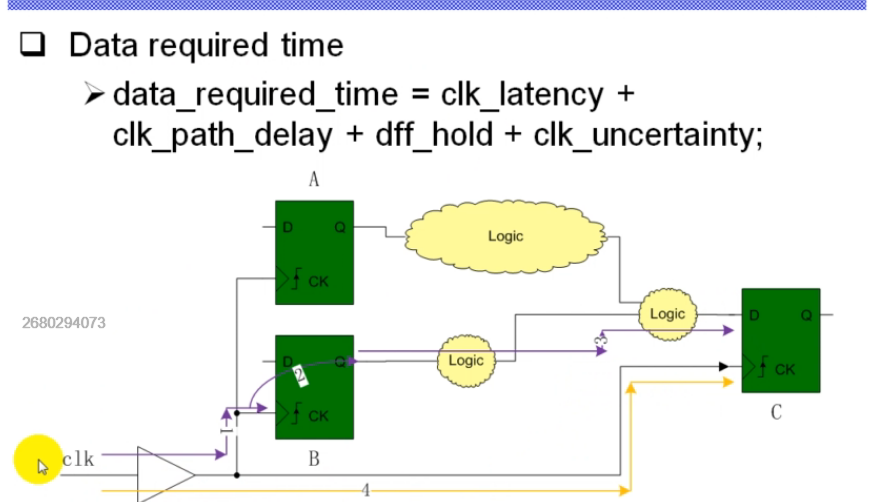 Data required time
data_required_time = clk_latency +
clk_path_delay + dff_hold + clk_uncertainty;
A
D Q
Logic
CK
2680294073
Logic
D Q
3
D Q
Logic
2
CK
CK
1
C
clk
B
4